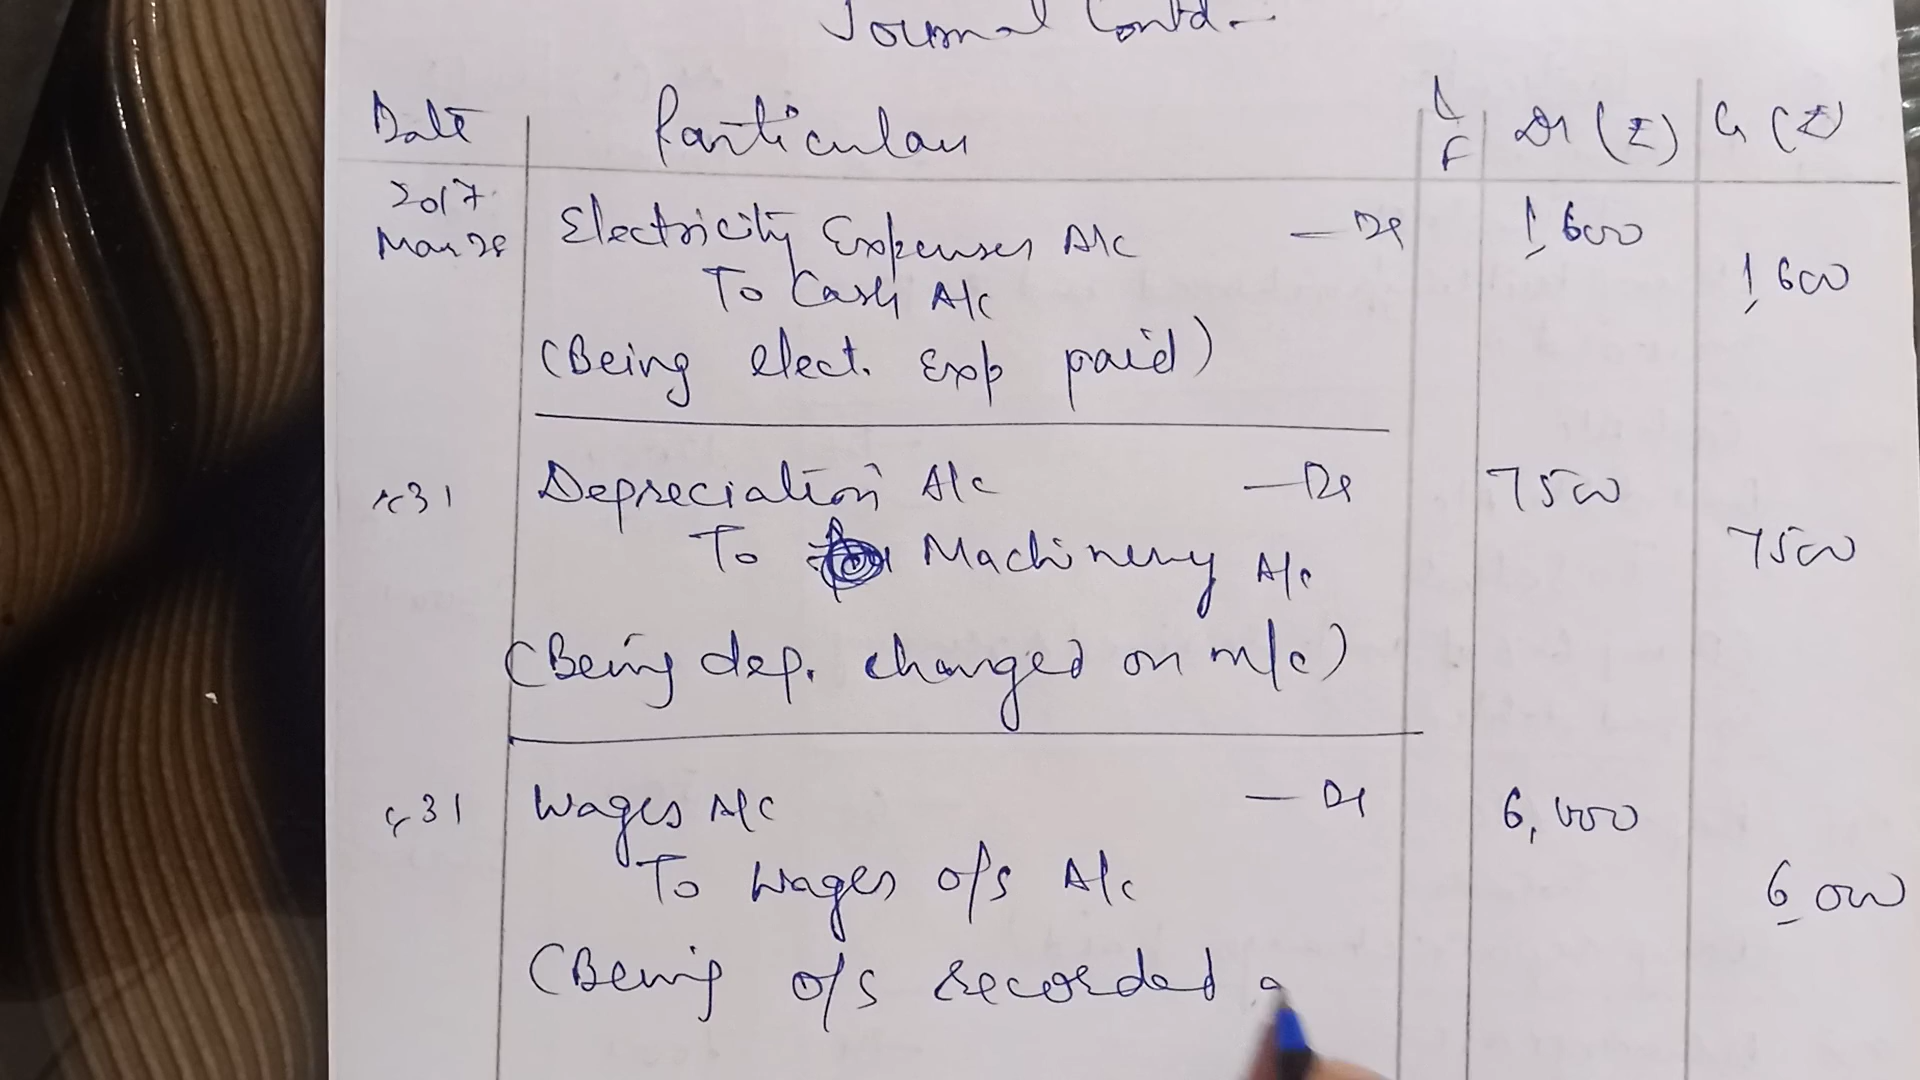 Journal Contd -
Date Particulars L F Dr (₹) Cr (₹)
2017
Mar 28 Electricity Expenses A/c - Dr 1,600
To Cash A/c 1,600
(Being elect. Exp paid)
" 31 Depreciation A/c - Dr 7500
To Machinery A/c 7500
(Being dep. charged on m/c)
" 31 Wages A/c - Dr 6,000
To Wages o/s A/c 6,000
(Being o/s recorded